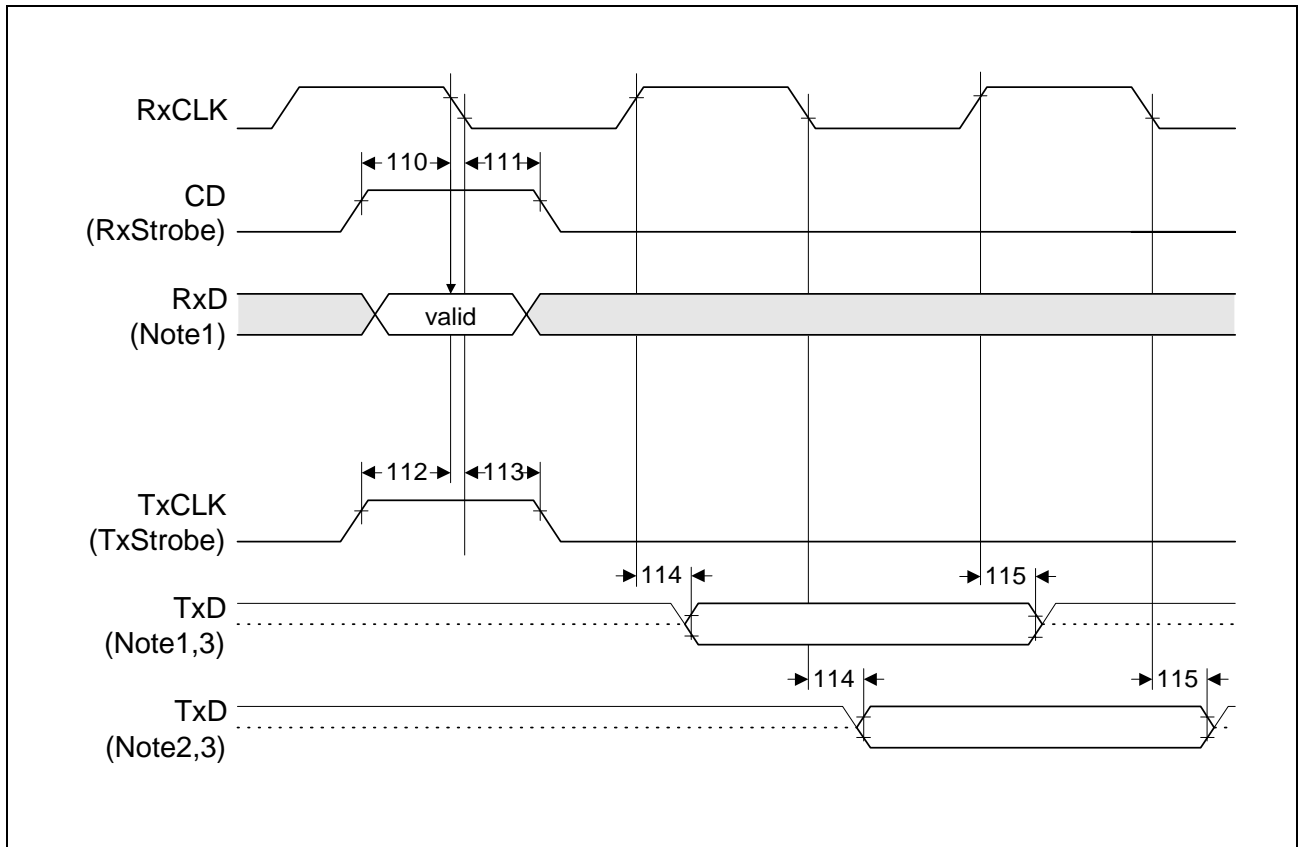 RxCLK
110
111
CD
(RxStrobe)
RxD
(Note1)
valid
112
113
TxCLK
(TxStrobe)
114
115
TxD
(Note1,3)
114
115
TxD
(Note2,3)